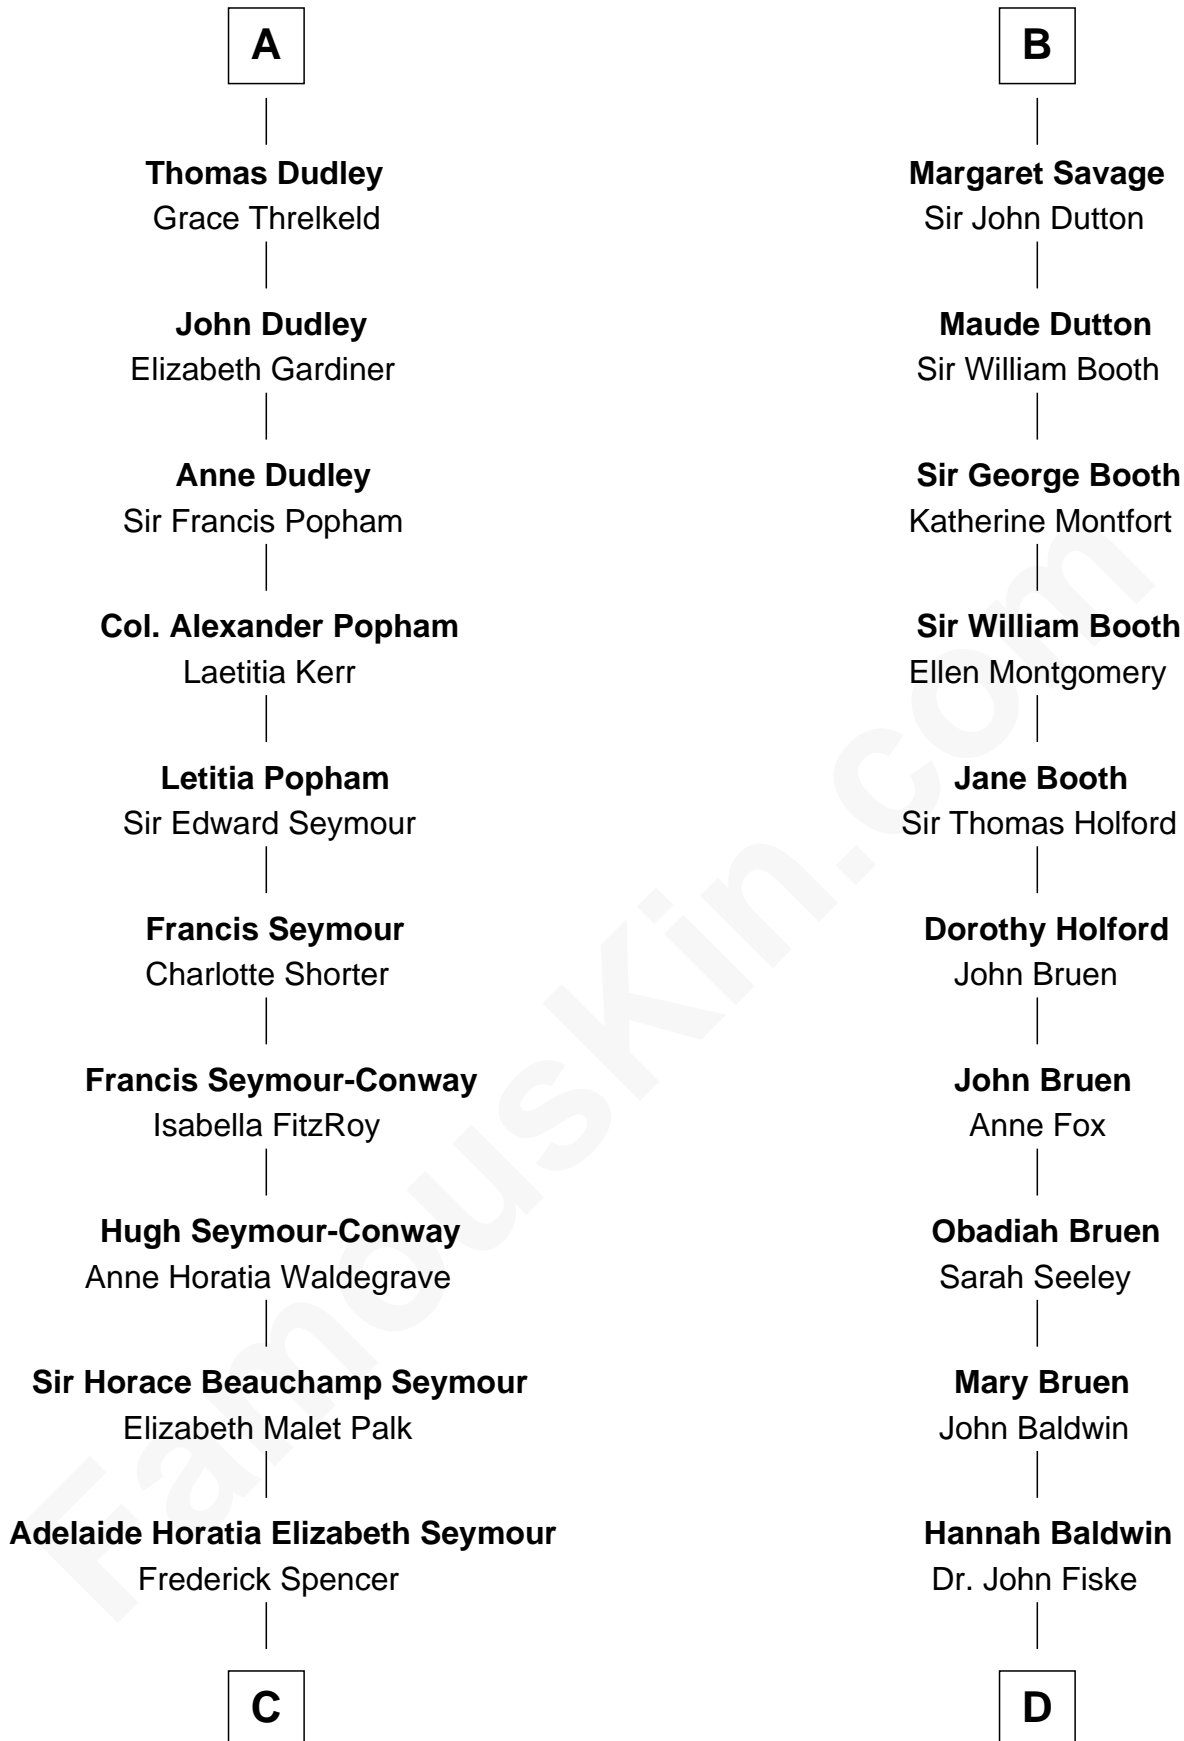 A
Thomas Dudley
Grace Threlkeld
John Dudley
Elizabeth Gardiner
Anne Dudley
Sir Francis Popham
Col. Alexander Popham
Laetitia Kerr
Letitia Popham
Sir Edward Seymour
Francis Seymour
Charlotte Shorter
Francis Seymour-Conway
Isabella FitzRoy
Hugh Seymour-Conway
Anne Horatia Waldegrave
Sir Horace Beauchamp Seymour
Elizabeth Malet Palk
Adelaide Horatia Elizabeth Seymour
Frederick Spencer
C
B
Margaret Savage
Sir John Dutton
Maude Dutton
Sir William Booth
Sir George Booth
Katherine Montfort
Sir William Booth
Ellen Montgomery
Jane Booth
Sir Thomas Holford
Dorothy Holford
John Bruen
John Bruen
Anne Fox
Obadiah Bruen
Sarah Seeley
Mary Bruen
John Baldwin
Hannah Baldwin
Dr. John Fiske
D
FamousKin.com